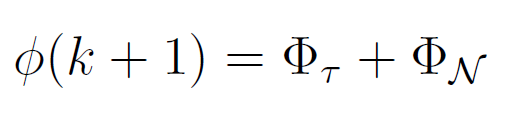 ϕ(k + 1) = Φ_τ + Φ_𝒩